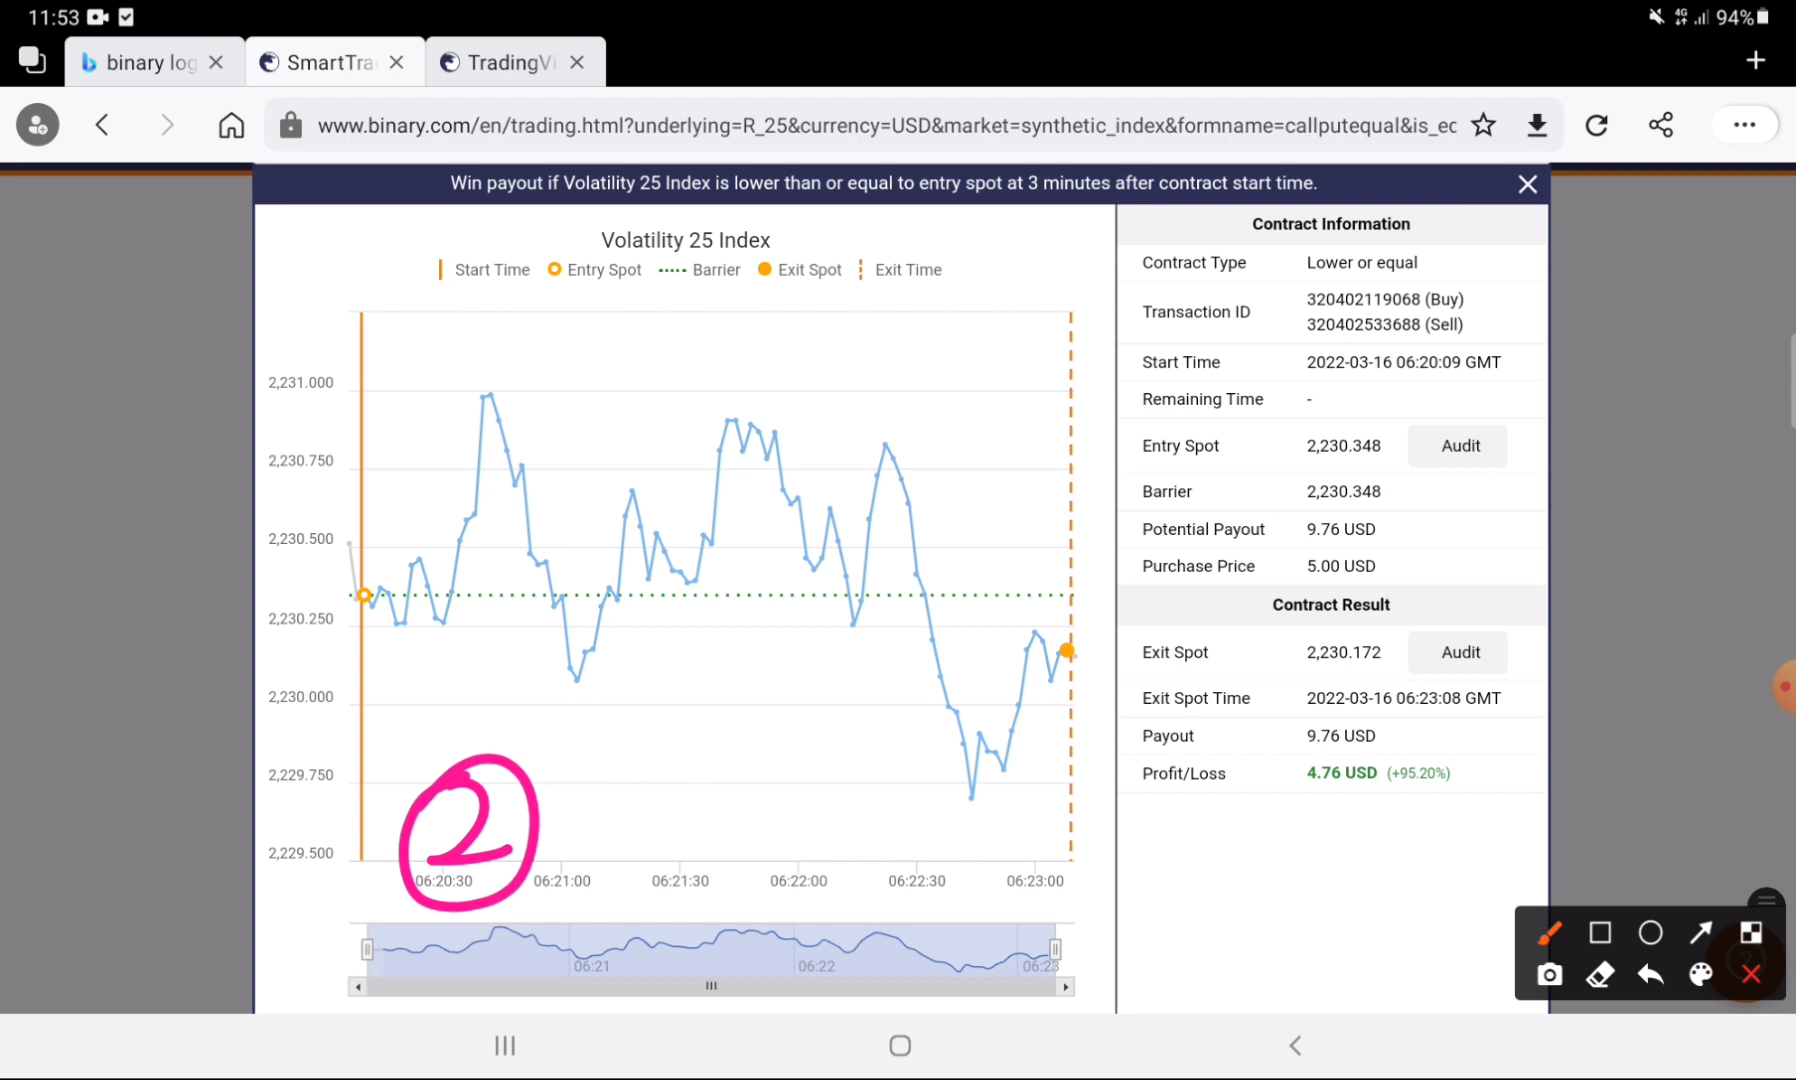 11:53
4G 94%
binary log
SmartTra
TradingVi
www.binary.com/en/trading.html?underlying=R_25&currency=USD&market=synthetic_index&formname=callputequal&is_ec
Win payout if Volatility 25 Index is lower than or equal to entry spot at 3 minutes after contract start time.
Volatility 25 Index
Start Time Entry Spot Barrier Exit Spot Exit Time
2,231.000
2,230.750
2,230.500
2,230.250
2,230.000
2,229.750
2,229.500
2
06:20:30 06:21:00 06:21:30 06:22:00 06:22:30 06:23:00
06:21 06:22 06:23
Contract Information
Contract Type Lower or equal
Transaction ID 320402119068 (Buy)
320402533688 (Sell)
Start Time 2022-03-16 06:20:09 GMT
Remaining Time -
Entry Spot 2,230.348 Audit
Barrier 2,230.348
Potential Payout 9.76 USD
Purchase Price 5.00 USD
Contract Result
Exit Spot 2,230.172 Audit
Exit Spot Time 2022-03-16 06:23:08 GMT
Payout 9.76 USD
Profit/Loss 4.76 USD (+95.20%)